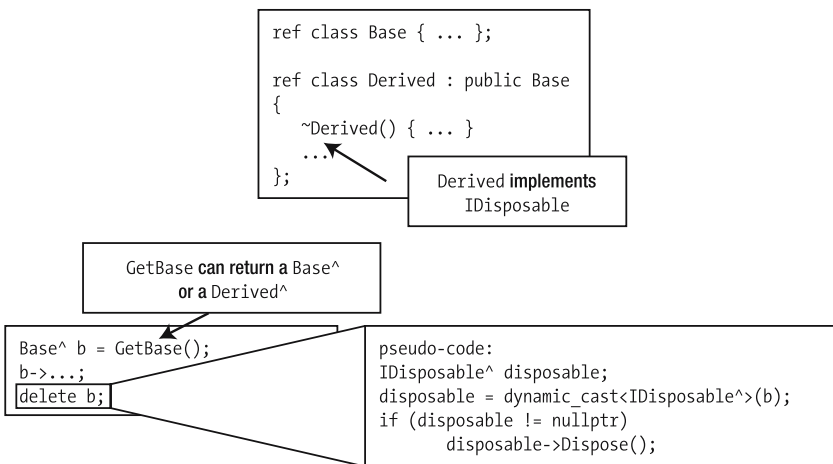 ref class Base { ... };
ref class Derived : public Base
{
~Derived() { ... }
...
};
Derived implements
IDisposable
GetBase can return a Base^
or a Derived^
Base^ b = GetBase();
b->...;
delete b;
pseudo-code:
IDisposable^ disposable;
disposable = dynamic_cast<IDisposable^>(b);
if (disposable != nullptr)
disposable->Dispose();